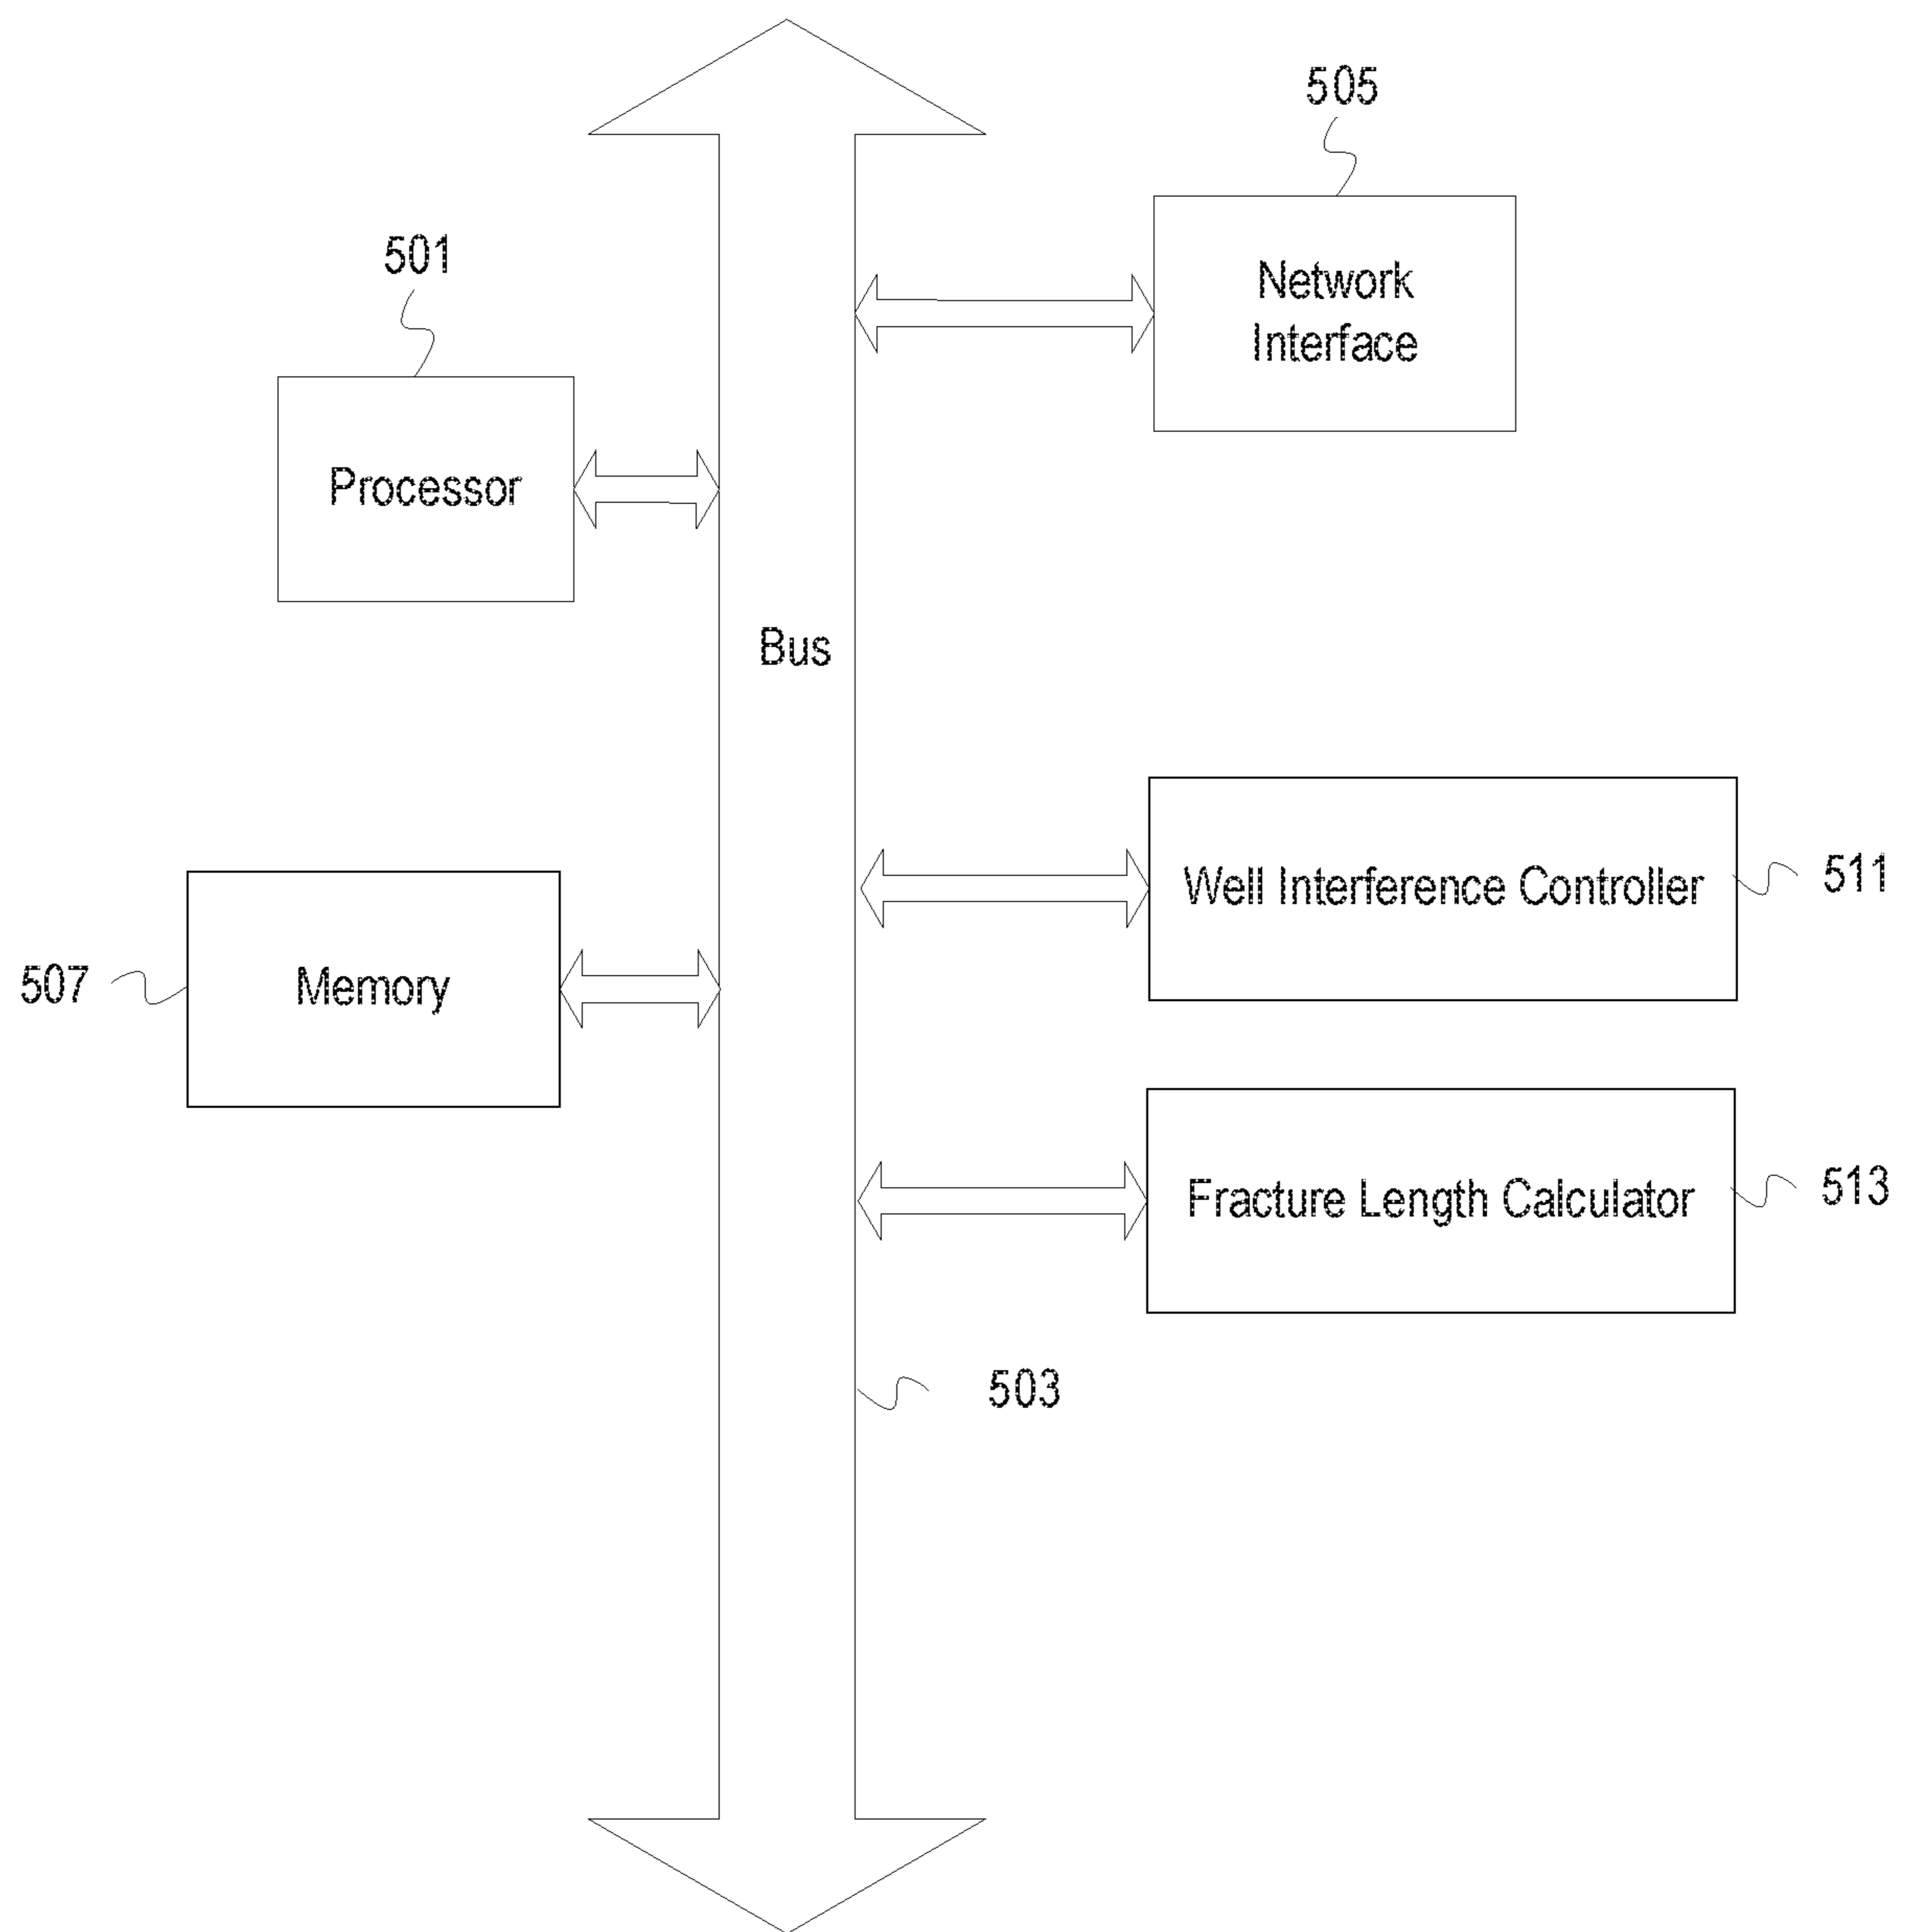 505
501
Network
Interface
Processor
Bus
Well Interference Controller
511
507
Memory
Fracture Length Calculator
513
503